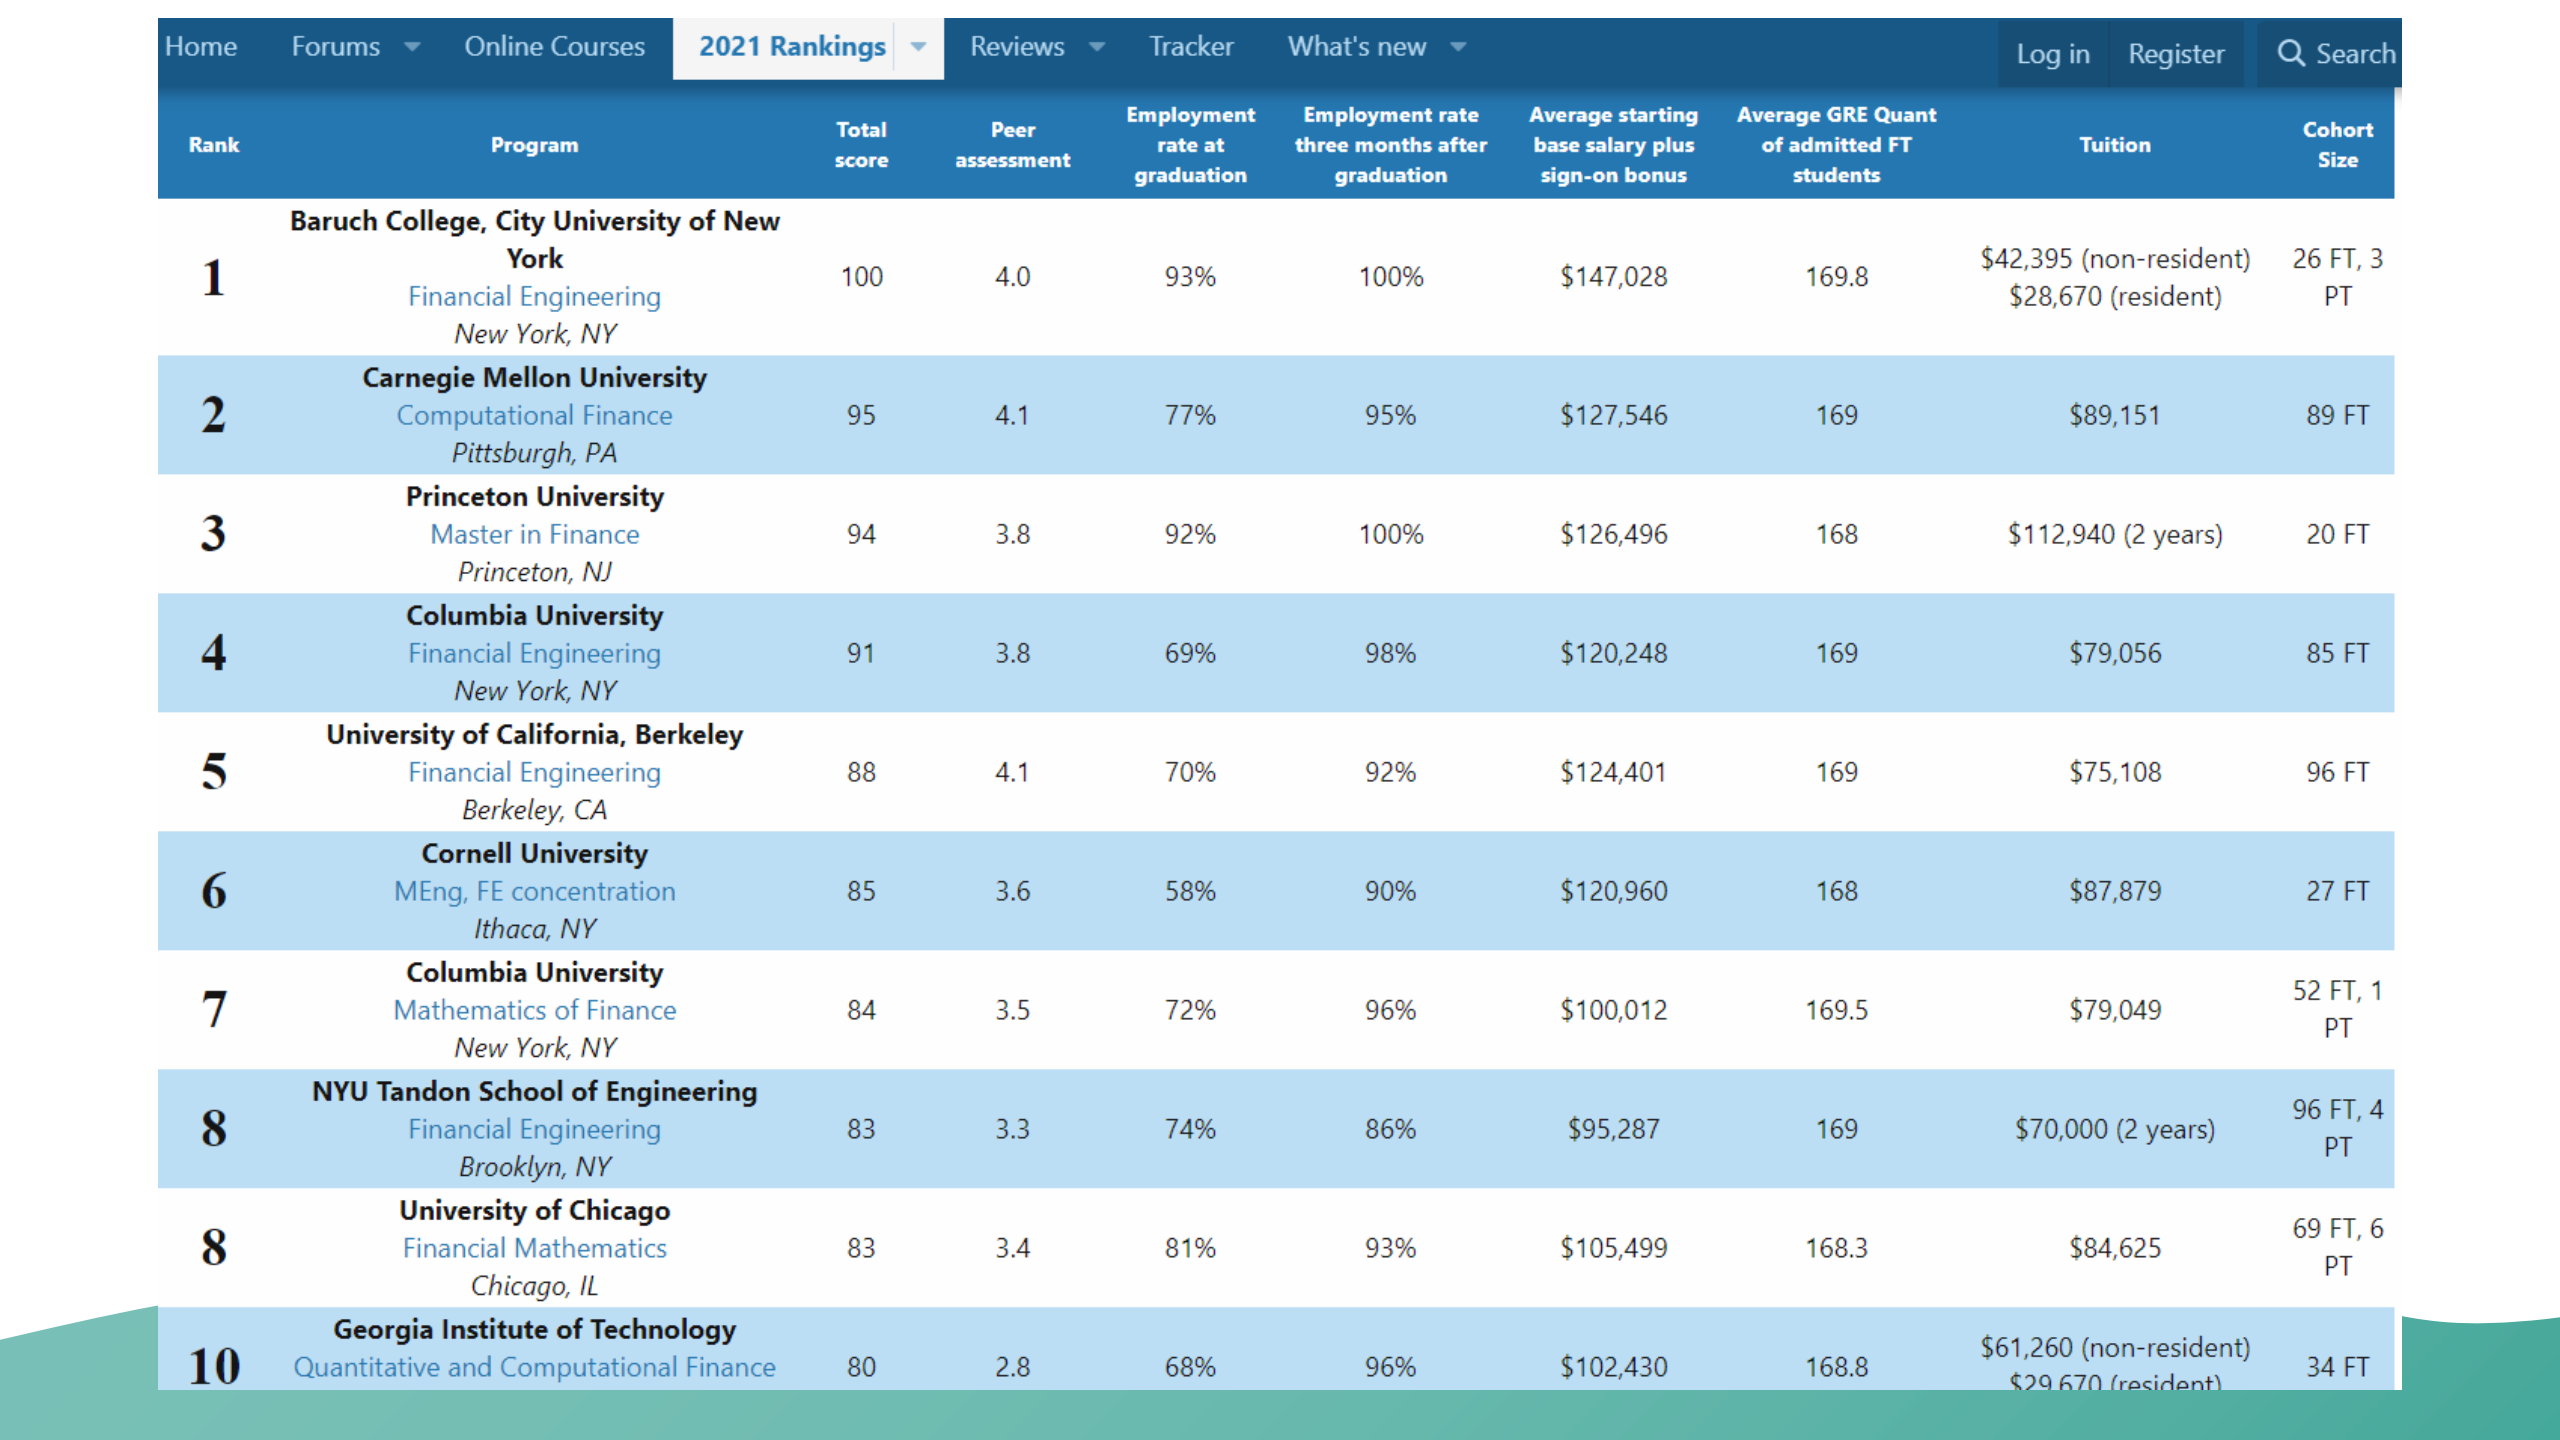 Home Forums Online Courses 2021 Rankings Reviews Tracker What's new Log in Register Search
Rank Program Total score Peer assessment Employment rate at graduation Employment rate three months after graduation Average starting base salary plus sign-on bonus Average GRE Quant of admitted FT students Tuition Cohort Size
Baruch College, City University of New
York
1 Financial Engineering 100 4.0 93% 100% $147,028 169.8 $42,395 (non-resident) $28,670 (resident) 26 FT, 3 PT
New York, NY
Carnegie Mellon University
2 Computational Finance 95 4.1 77% 95% $127,546 169 $89,151 89 FT
Pittsburgh, PA
Princeton University
3 Master in Finance 94 3.8 92% 100% $126,496 168 $112,940 (2 years) 20 FT
Princeton, NJ
Columbia University
4 Financial Engineering 91 3.8 69% 98% $120,248 169 $79,056 85 FT
New York, NY
University of California, Berkeley
5 Financial Engineering 88 4.1 70% 92% $124,401 169 $75,108 96 FT
Berkeley, CA
Cornell University
6 MEng, FE concentration 85 3.6 58% 90% $120,960 168 $87,879 27 FT
Ithaca, NY
Columbia University
7 Mathematics of Finance 84 3.5 72% 96% $100,012 169.5 $79,049 52 FT, 1 PT
New York, NY
NYU Tandon School of Engineering
8 Financial Engineering 83 3.3 74% 86% $95,287 169 $70,000 (2 years) 96 FT, 4 PT
Brooklyn, NY
University of Chicago
8 Financial Mathematics 83 3.4 81% 93% $105,499 168.3 $84,625 69 FT, 6 PT
Chicago, IL
Georgia Institute of Technology
10 Quantitative and Computational Finance 80 2.8 68% 96% $102,430 168.8 $61,260 (non-resident) $29,670 (resident) 34 FT